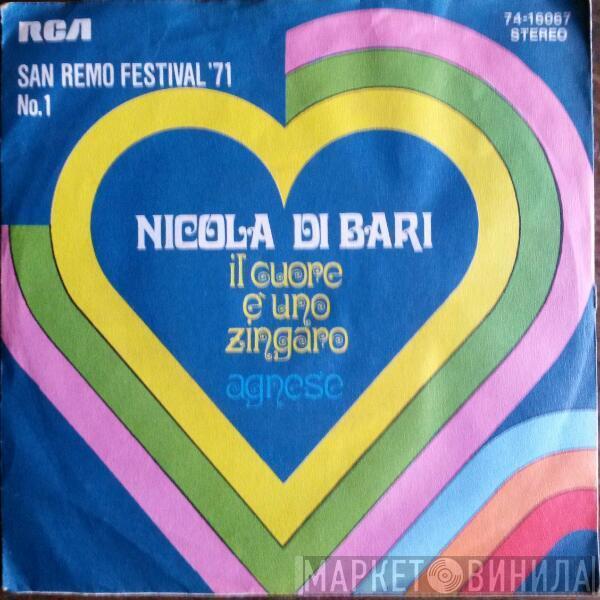 RCA
74-16067
STEREO
SAN REMO FESTIVAL '71
No.1
NICOLA DI BARI
il cuore
è uno
zingaro
agnese
МАРКЕТ ВИНИЛА